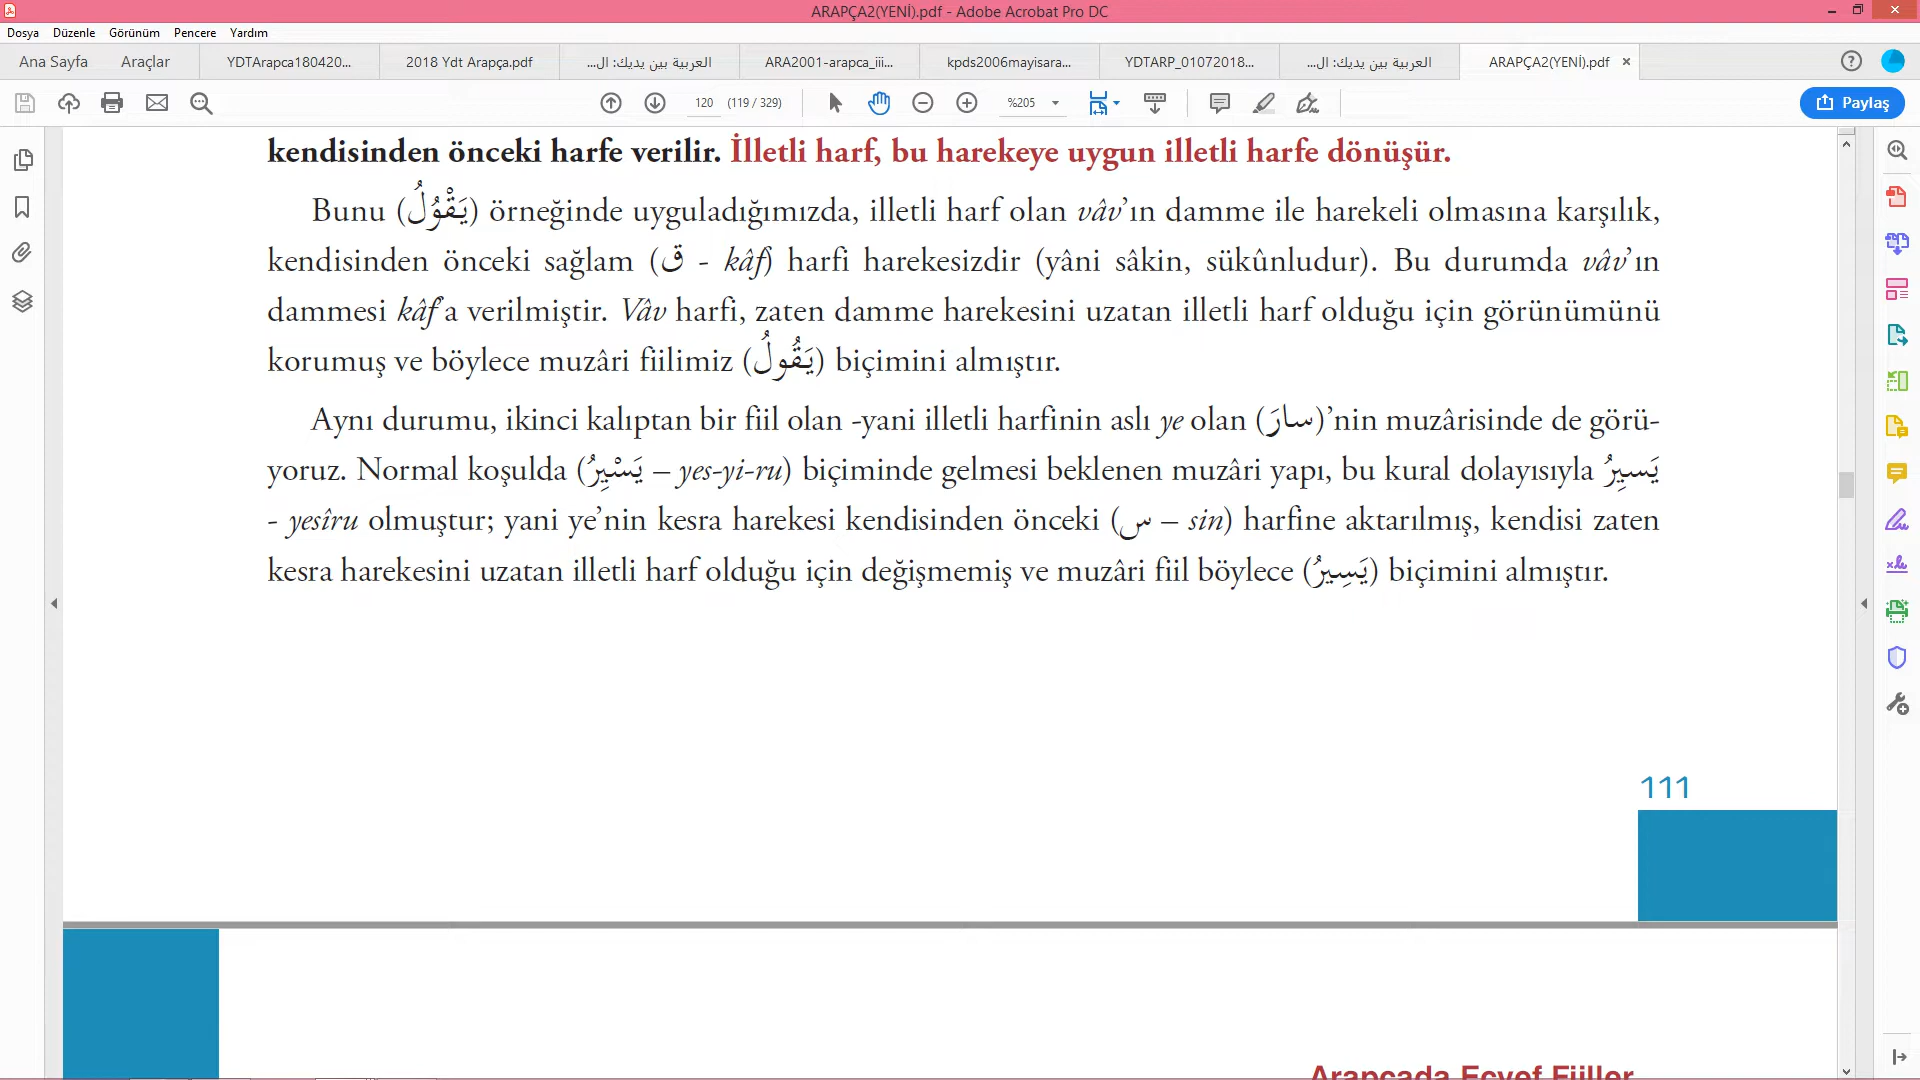 ARAPÇA2(YENİ).pdf - Adobe Acrobat Pro DC
Dosya Düzenle Görünüm Pencere Yardım
Ana Sayfa Araçlar YDTArapca180420... 2018 Ydt Arapça.pdf العربية بين يديك: ال... ARA2001-arapca_iii... kpds2006mayisara... YDTARP_01072018... العربية بين يديك: ال... ARAPÇA2(YENİ).pdf
120 (119 / 329) %205 Paylaş
kendisinden önceki harfe verilir. İlletli harf, bu harekeye uygun illetli harfe dönüşür.
Bunu (يَقْوُلُ) örneğinde uyguladığımızda, illetli harf olan vâv’ın damme ile harekeli olmasına karşılık,
kendisinden önceki sağlam (ق - kâf) harfi harekesizdir (yâni sâkin, sükûnludur). Bu durumda vâv’ın
dammesi kâf’a verilmiştir. Vâv harfi, zaten damme harekesini uzatan illetli harf olduğu için görünümünü
korumuş ve böylece muzâri fiilimiz (يَقُولُ) biçimini almıştır.
Aynı durumu, ikinci kalıptan bir fiil olan -yani illetli harfinin aslı ye olan (سارَ)’nin muzârisinde de görü-
yoruz. Normal koşulda (يَسْيِرُ – yes-yi-ru) biçiminde gelmesi beklenen muzâri yapı, bu kural dolayısıyla يَسيِرُ
- yesîru olmuştur; yani ye’nin kesra harekesi kendisinden önceki (س – sin) harfine aktarılmış, kendisi zaten
kesra harekesini uzatan illetli harf olduğu için değişmemiş ve muzâri fiil böylece (يَسِيرُ) biçimini almıştır.
111
Arapçada Ecvef Fiiller